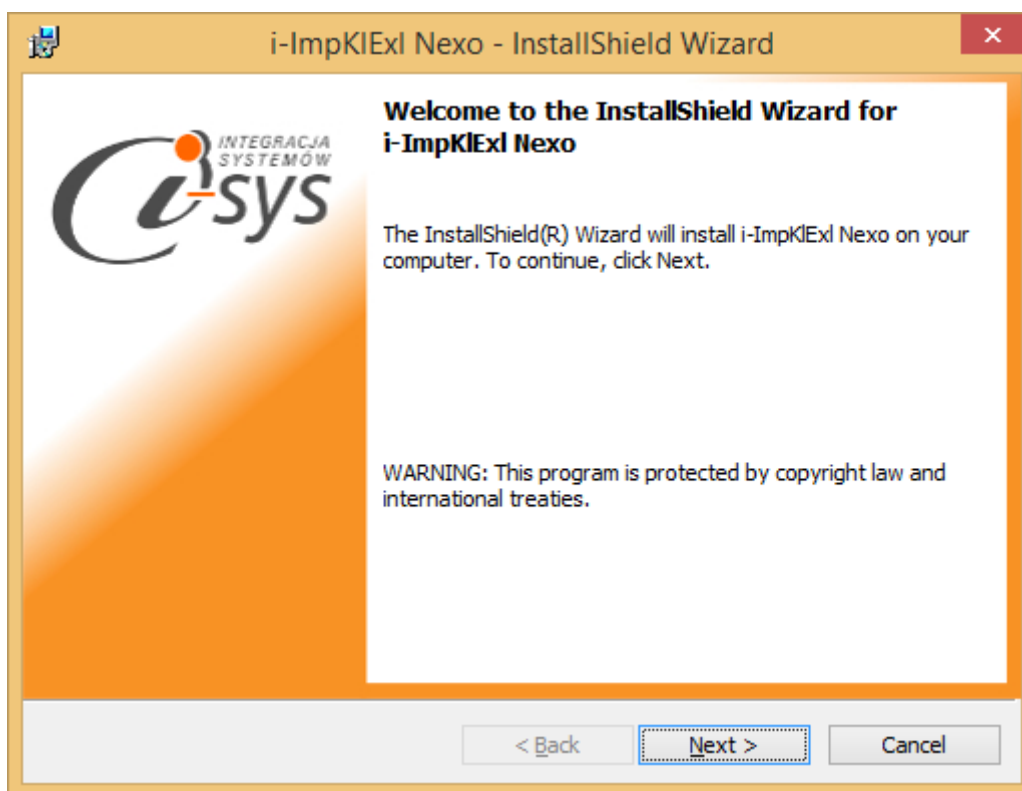 i-ImpKlExl Nexo - InstallShield Wizard
INTEGRACJA
SYSTEMÓW
i-sys
Welcome to the InstallShield Wizard for
i-ImpKlExl Nexo
The InstallShield(R) Wizard will install i-ImpKlExl Nexo on your
computer. To continue, click Next.
WARNING: This program is protected by copyright law and
international treaties.
< Back
Next >
Cancel